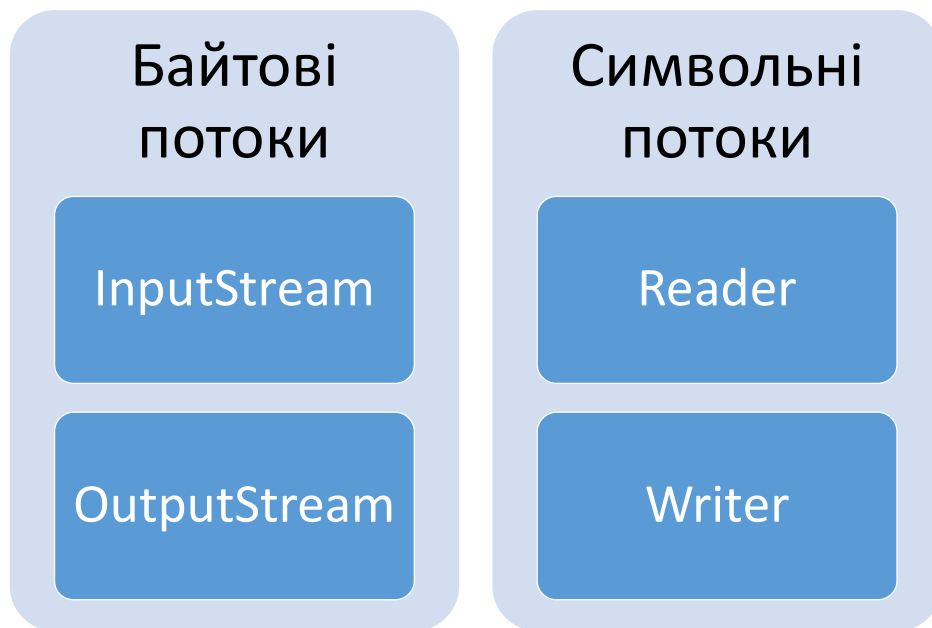 Байтові
потоки
InputStream
OutputStream
Символьні
потоки
Reader
Writer